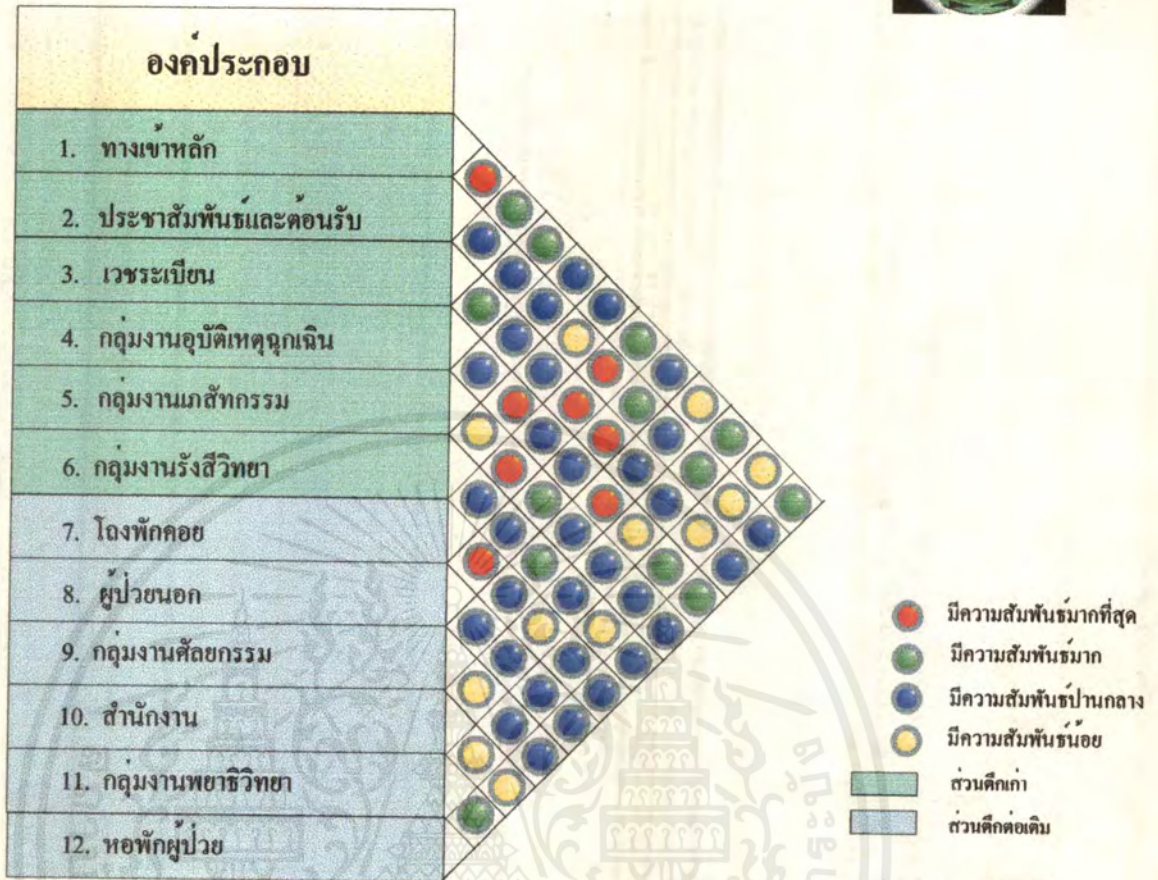 องค์ประกอบ
1. ทางเข้าหลัก
2. ประชาสัมพันธ์และต้อนรับ
3. เวชระเบียน
4. กลุ่มงานอุบัติเหตุฉุกเฉิน
5. กลุ่มงานเภสัทกรรม
6. กลุ่มงานรังสีวิทยา
7. โถงพักคอย
8. ผู้ป่วยนอก
9. กลุ่มงานศัลยกรรม
10. สำนักงาน
11. กลุ่มงานพยาธิวิทยา
12. หอพักผู้ป่วย
มีความสัมพันธ์มากที่สุด
มีความสัมพันธ์มาก
มีความสัมพันธ์ปานกลาง
มีความสัมพันธ์น้อย
ส่วนตึกเก่า
ส่วนตึกต่อเติม